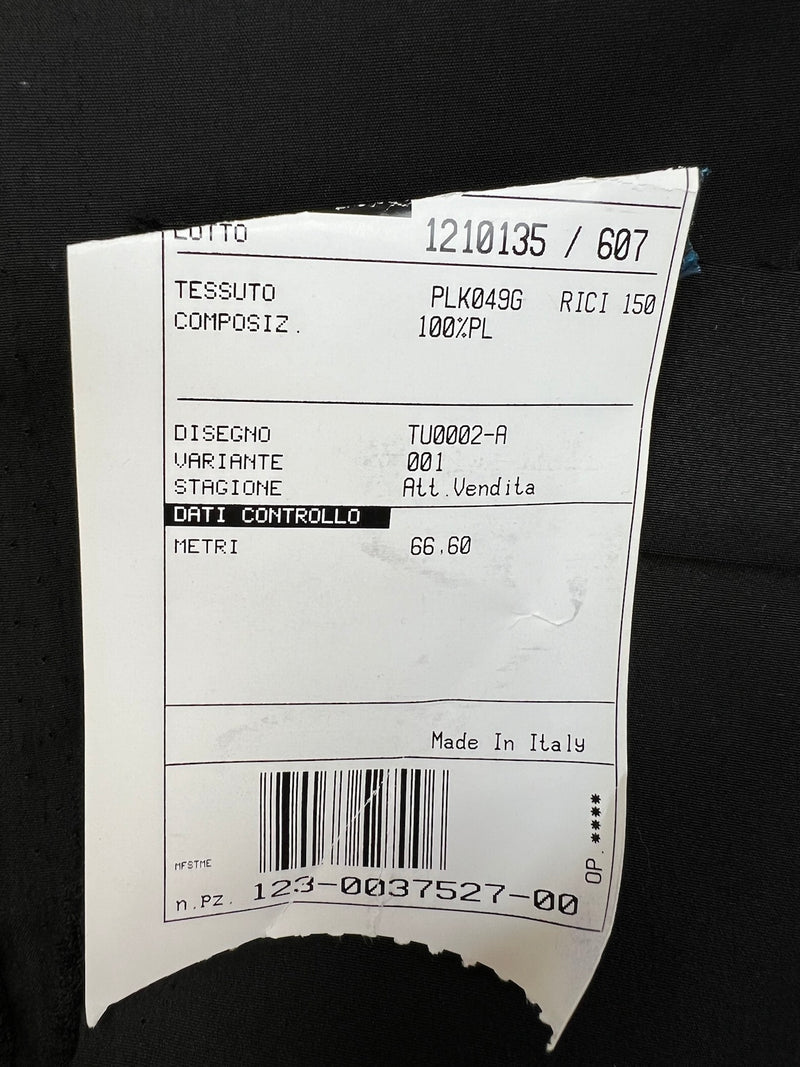 LOTTO 1210135 / 607
TESSUTO PLK049G RICI 150
COMPOSIZ. 100%PL
DISEGNO TU0002-A
VARIANTE 001
STAGIONE Att.Vendita
DATI CONTROLLO
METRI 66.60
Made In Italy
MFSTME
OP. ****
n.PZ. 123-0037527-00